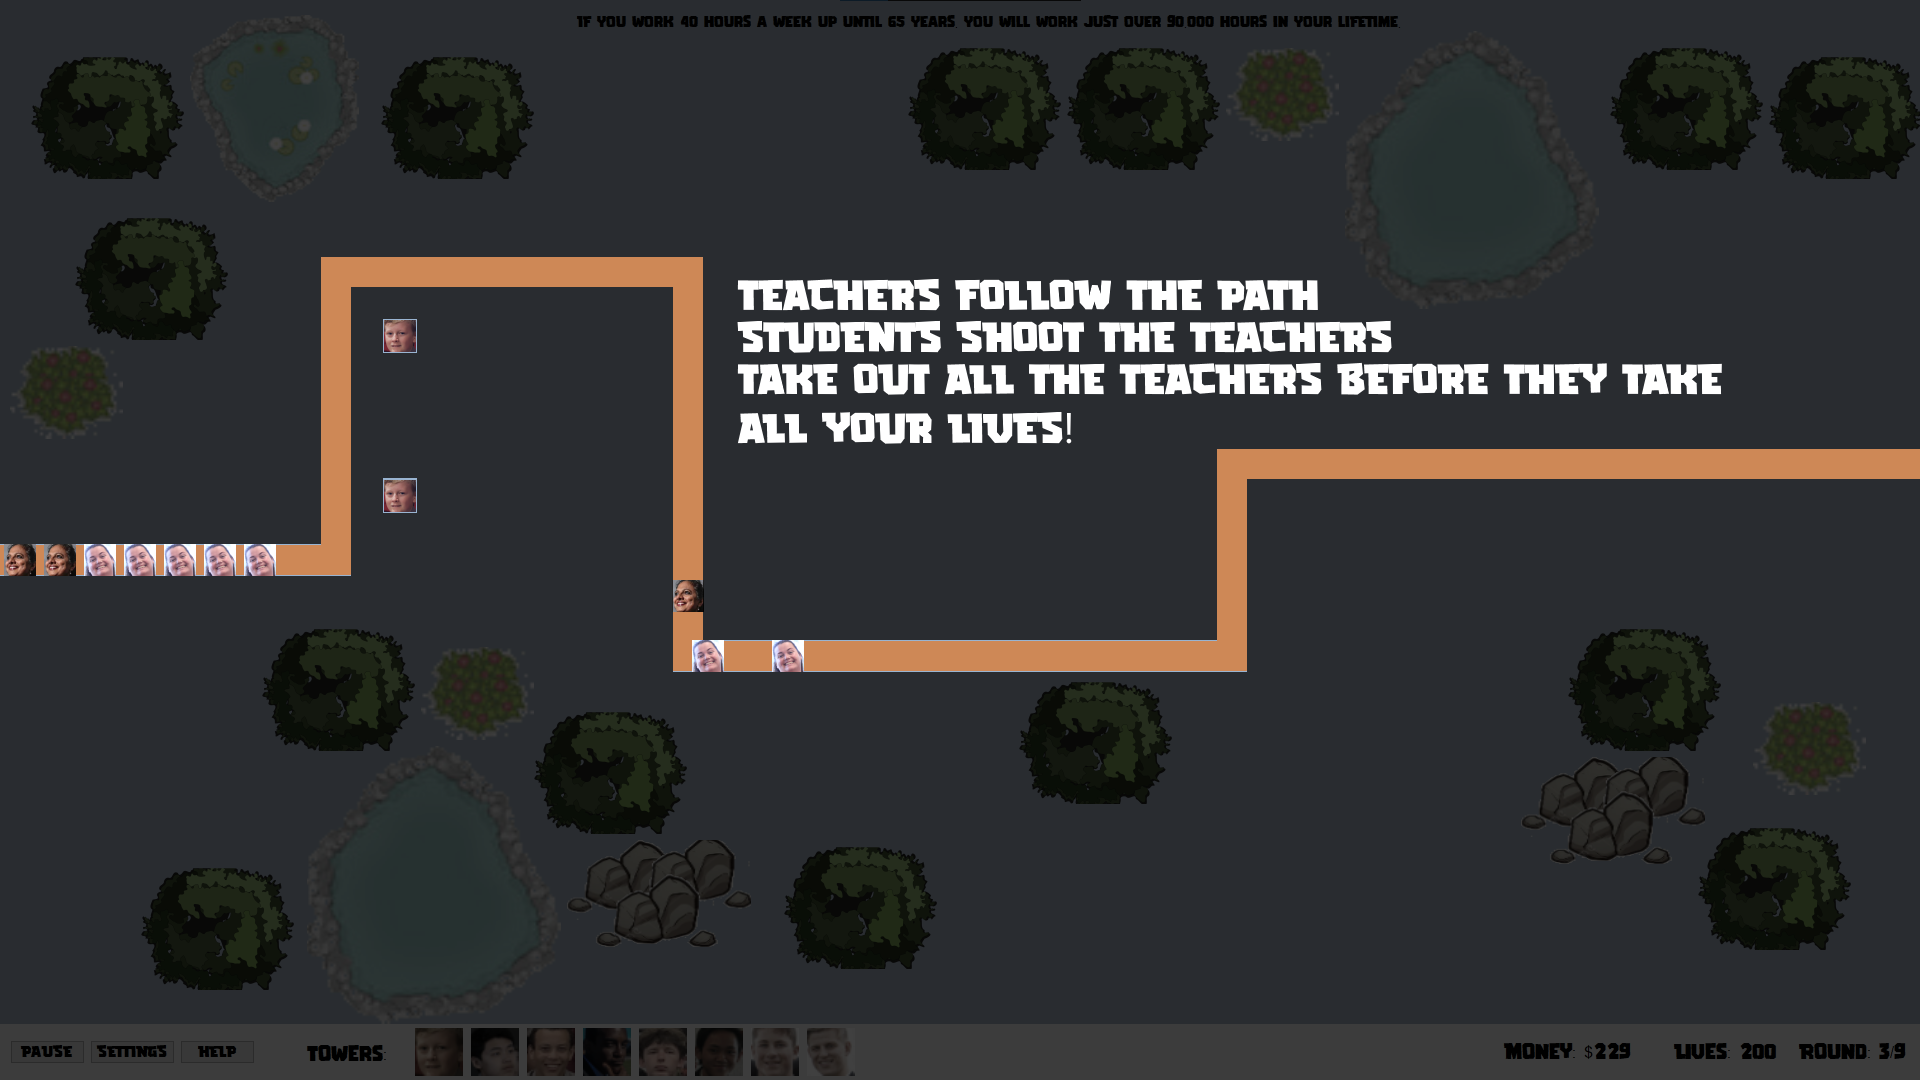 IF YOU WORK 40 HOURS A WEEK UP UNTIL 65 YEARS, YOU WILL WORK JUST OVER 90 000 HOURS IN YOUR LIFETIME.
TEACHERS FOLLOW THE PATH
STUDENTS SHOOT THE TEACHERS
TAKE OUT ALL THE TEACHERS BEFORE THEY TAKE
ALL YOUR LIVES!
PAUSE SETTINGS HELP TOWERS: MONEY: $229 LIVES: 200 ROUND: 3/9